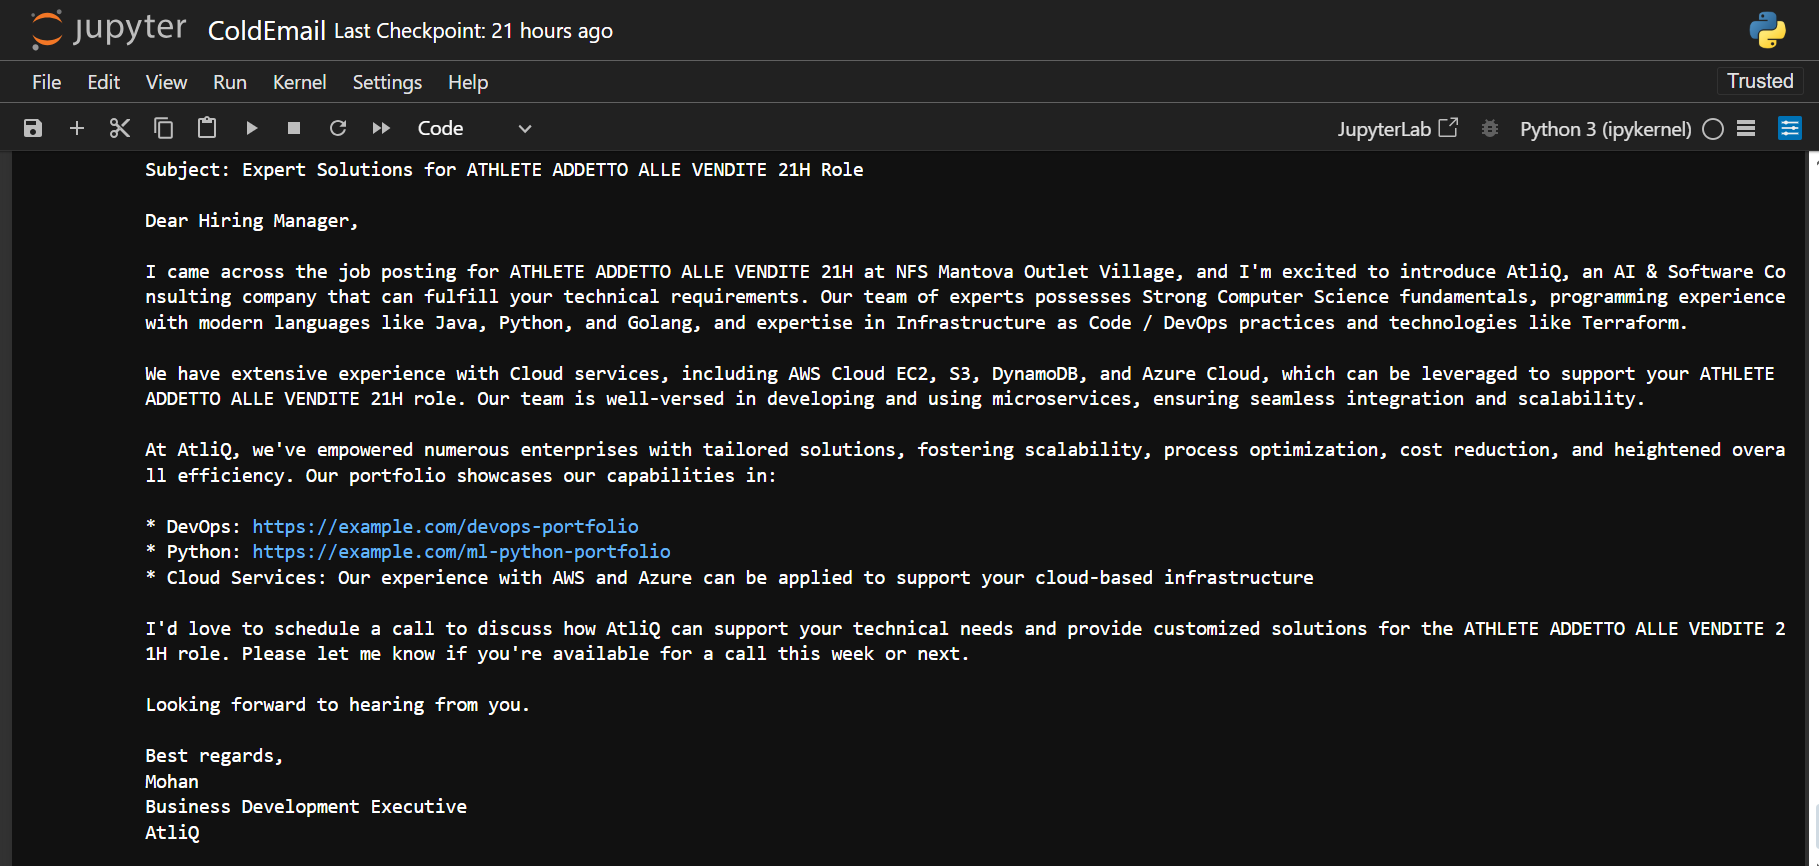 jupyter ColdEmail Last Checkpoint: 21 hours ago
File Edit View Run Kernel Settings Help Trusted
Code JupyterLab Python 3 (ipykernel)
Subject: Expert Solutions for ATHLETE ADDETTO ALLE VENDITE 21H Role
Dear Hiring Manager,
I came across the job posting for ATHLETE ADDETTO ALLE VENDITE 21H at NFS Mantova Outlet Village, and I'm excited to introduce AtliQ, an AI & Software Co
nsulting company that can fulfill your technical requirements. Our team of experts possesses Strong Computer Science fundamentals, programming experience
with modern languages like Java, Python, and Golang, and expertise in Infrastructure as Code / DevOps practices and technologies like Terraform.
We have extensive experience with Cloud services, including AWS Cloud EC2, S3, DynamoDB, and Azure Cloud, which can be leveraged to support your ATHLETE
ADDETTO ALLE VENDITE 21H role. Our team is well-versed in developing and using microservices, ensuring seamless integration and scalability.
At AtliQ, we've empowered numerous enterprises with tailored solutions, fostering scalability, process optimization, cost reduction, and heightened overa
ll efficiency. Our portfolio showcases our capabilities in:
* DevOps: https://example.com/devops-portfolio
* Python: https://example.com/ml-python-portfolio
* Cloud Services: Our experience with AWS and Azure can be applied to support your cloud-based infrastructure
I'd love to schedule a call to discuss how AtliQ can support your technical needs and provide customized solutions for the ATHLETE ADDETTO ALLE VENDITE 2
1H role. Please let me know if you're available for a call this week or next.
Looking forward to hearing from you.
Best regards,
Mohan
Business Development Executive
AtliQ